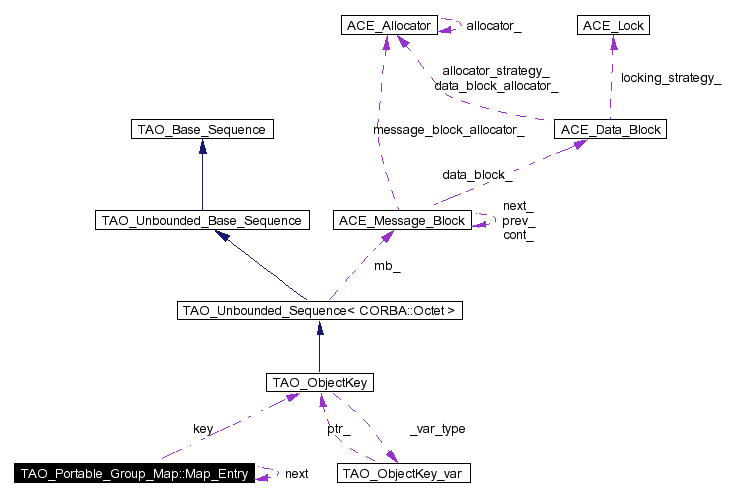 ACE_Allocator
allocator_
ACE_Lock
allocator_strategy_
data_block_allocator_
locking_strategy_
TAO_Base_Sequence
message_block_allocator_
ACE_Data_Block
data_block_
TAO_Unbounded_Base_Sequence
ACE_Message_Block
next_
prev_
cont_
mb_
TAO_Unbounded_Sequence< CORBA::Octet >
TAO_ObjectKey
key
ptr_
_var_type
TAO_Portable_Group_Map::Map_Entry
next
TAO_ObjectKey_var